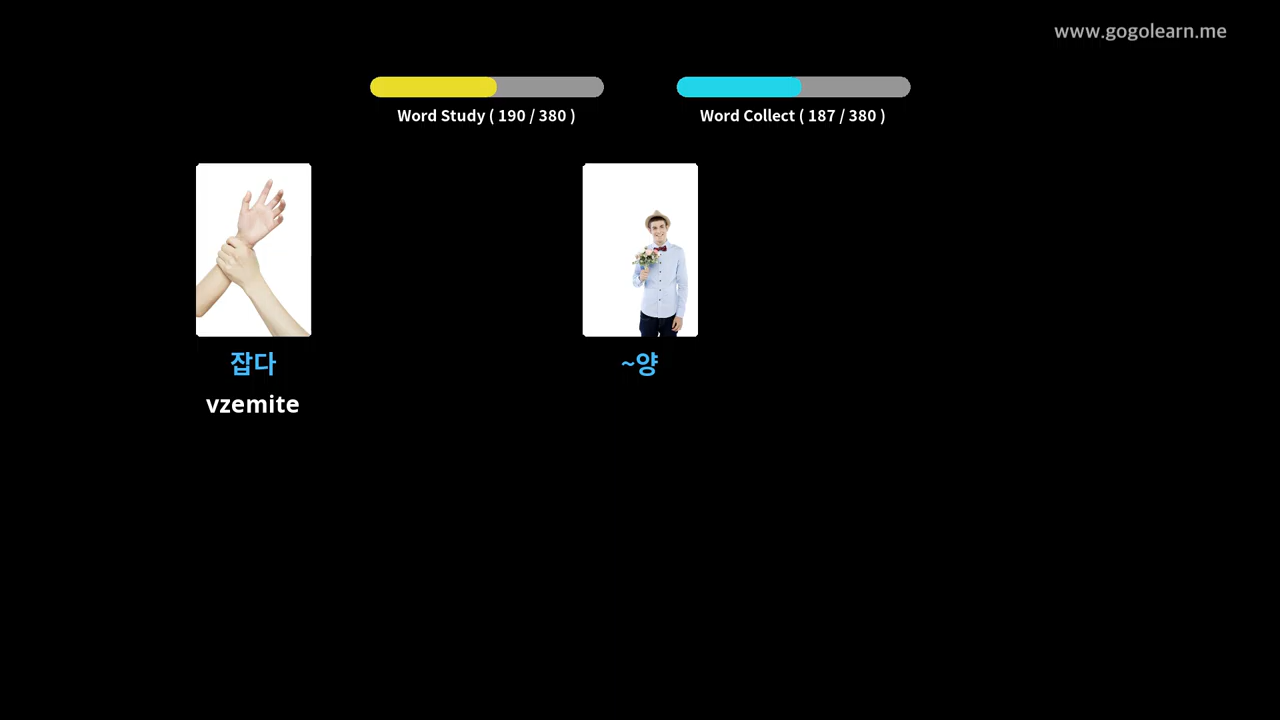 www.gogolearn.me
Word Study ( 190 / 380 )
Word Collect ( 187 / 380 )
잡다
~양
vzemite